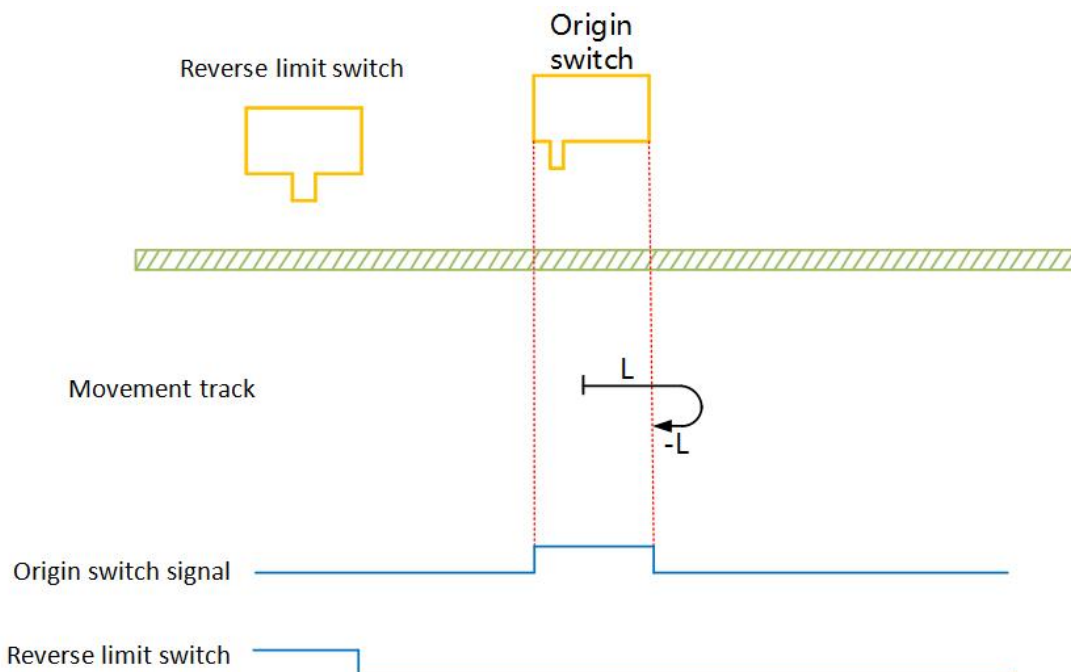 Origin
switch
Reverse limit switch
L
Movement track
-L
Origin switch signal
Reverse limit switch